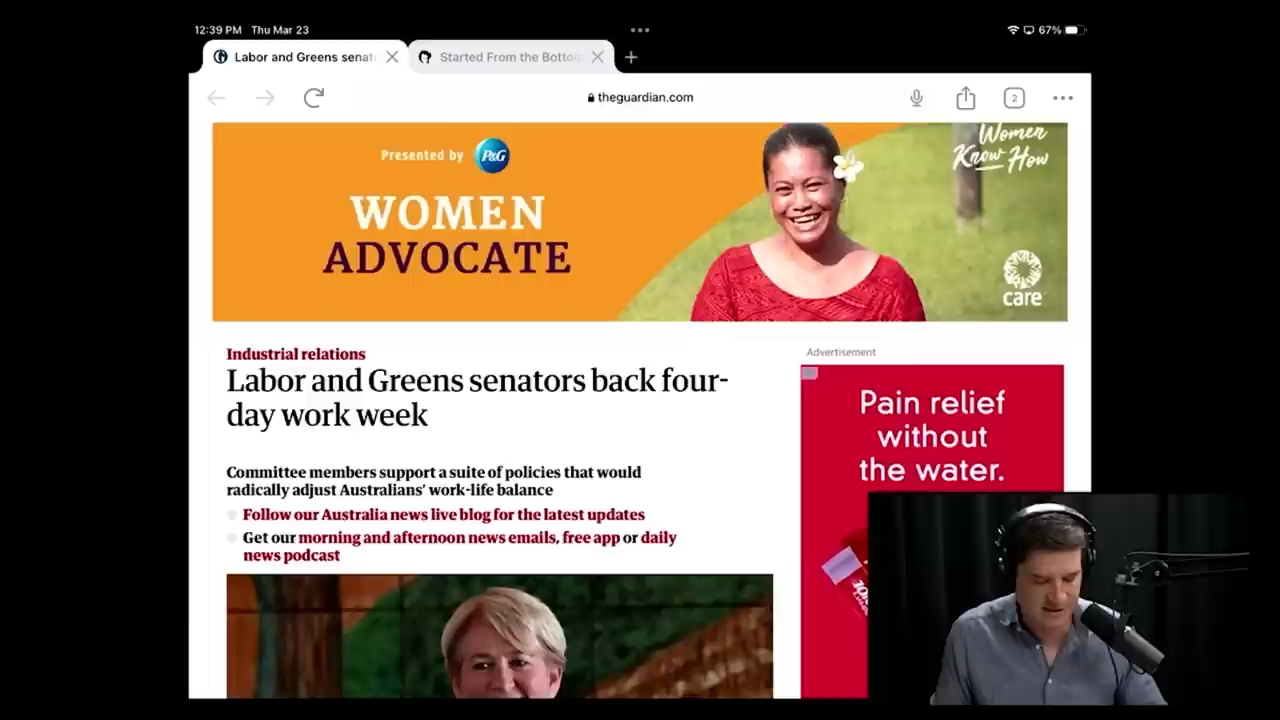 12:39 PM Thu Mar 23
67%
Labor and Greens senat
Started From the Bottom
theguardian.com
2
Presented by P&G
WOMEN
ADVOCATE
Women
Know How
care
Industrial relations
Labor and Greens senators back four-
day work week
Committee members support a suite of policies that would
radically adjust Australians' work-life balance
Follow our Australia news live blog for the latest updates
Get our morning and afternoon news emails, free app or daily
news podcast
Advertisement
Pain relief
without
the water.